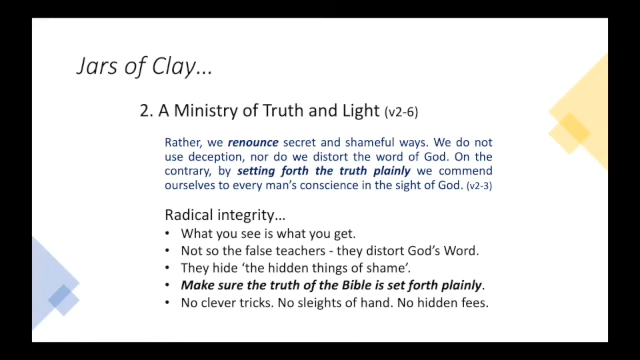 Jars of Clay...
2. A Ministry of Truth and Light (v2-6)
Rather, we renounce secret and shameful ways. We do not
use deception, nor do we distort the word of God. On the
contrary, by setting forth the truth plainly we commend
ourselves to every man's conscience in the sight of God. (v2-3)
Radical integrity...
• What you see is what you get.
• Not so the false teachers - they distort God's Word.
• They hide 'the hidden things of shame'.
• Make sure the truth of the Bible is set forth plainly.
• No clever tricks. No sleights of hand. No hidden fees.